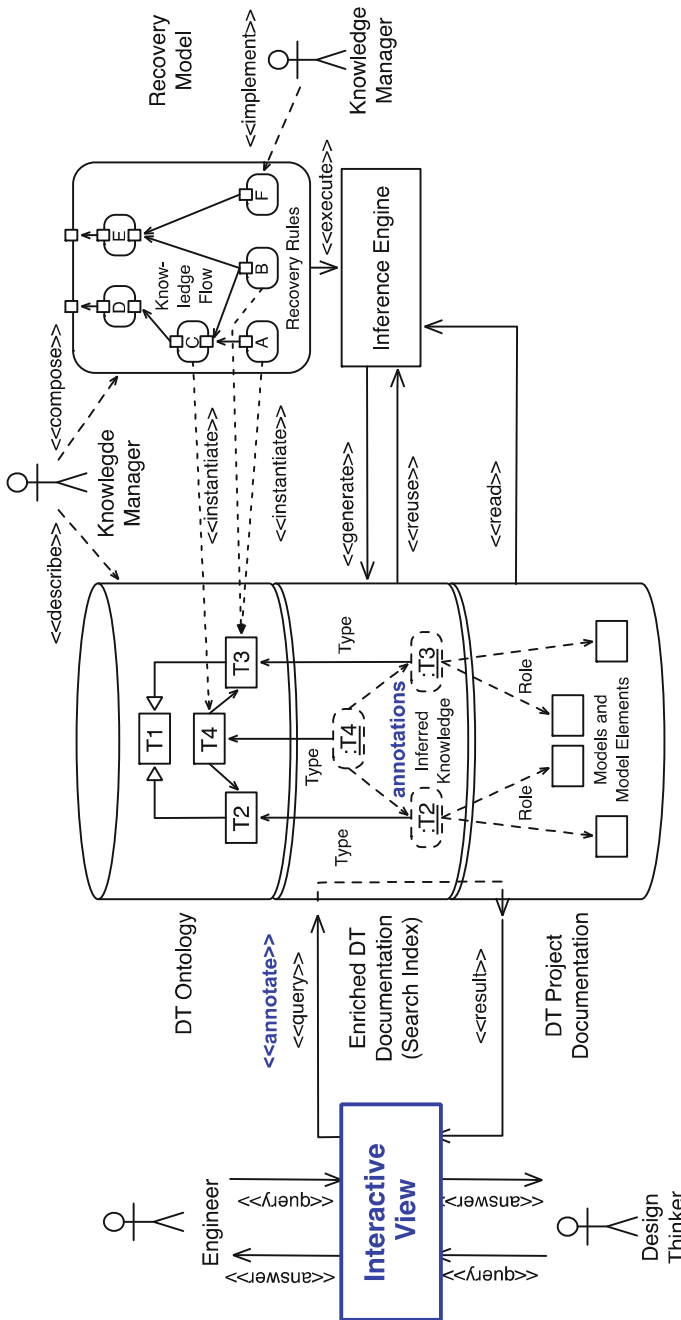 Engineer
<<query>>
<<answer>>
Interactive
View
<<answer>>
<<query>>
Design
Thinker
<<annotate>>
<<query>>
<<result>>
DT Ontology
Enriched DT
Documentation
(Search Index)
DT Project
Documentation
<<describe>>
<<compose>>
Knowlegde
Manager
T1
T2
T4
T3
Type
Type
Type
:T4
annotations
:T2
:T3
Inferred
Knowledge
Role
Role
Models and
Model Elements
<<instantiate>>
<<instantiate>>
<<generate>>
<<reuse>>
<<read>>
D
E
Know-
ledge
Flow
C
A
B
F
Recovery Rules
<<execute>>
Inference Engine
Recovery
Model
<<implement>>
Knowledge
Manager